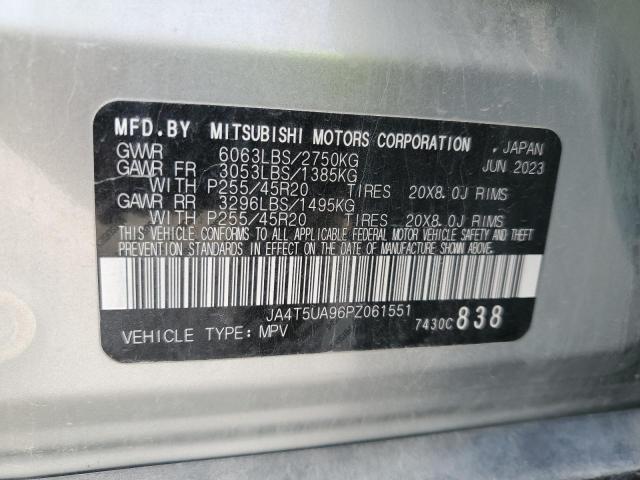 MFD.BY MITSUBISHI MOTORS CORPORATION , JAPAN
GVWR 6063LBS/2750KG JUN 2023
GAWR FR 3053LBS/1385KG
WITH P255/45R20 TIRES 20X8.0J RIMS
GAWR RR 3296LBS/1495KG
WITH P255/45R20 TIRES 20X8.0J RIMS
THIS VEHICLE CONFORMS TO ALL APPLICABLE FEDERAL MOTOR VEHICLE SAFETY AND THEFT
PREVENTION STANDARDS IN EFFECT ON THE DATE OF MANUFACTURE SHOWN ABOVE.
JA4T5UA96PZ061551
VEHICLE TYPE: MPV 7430C838